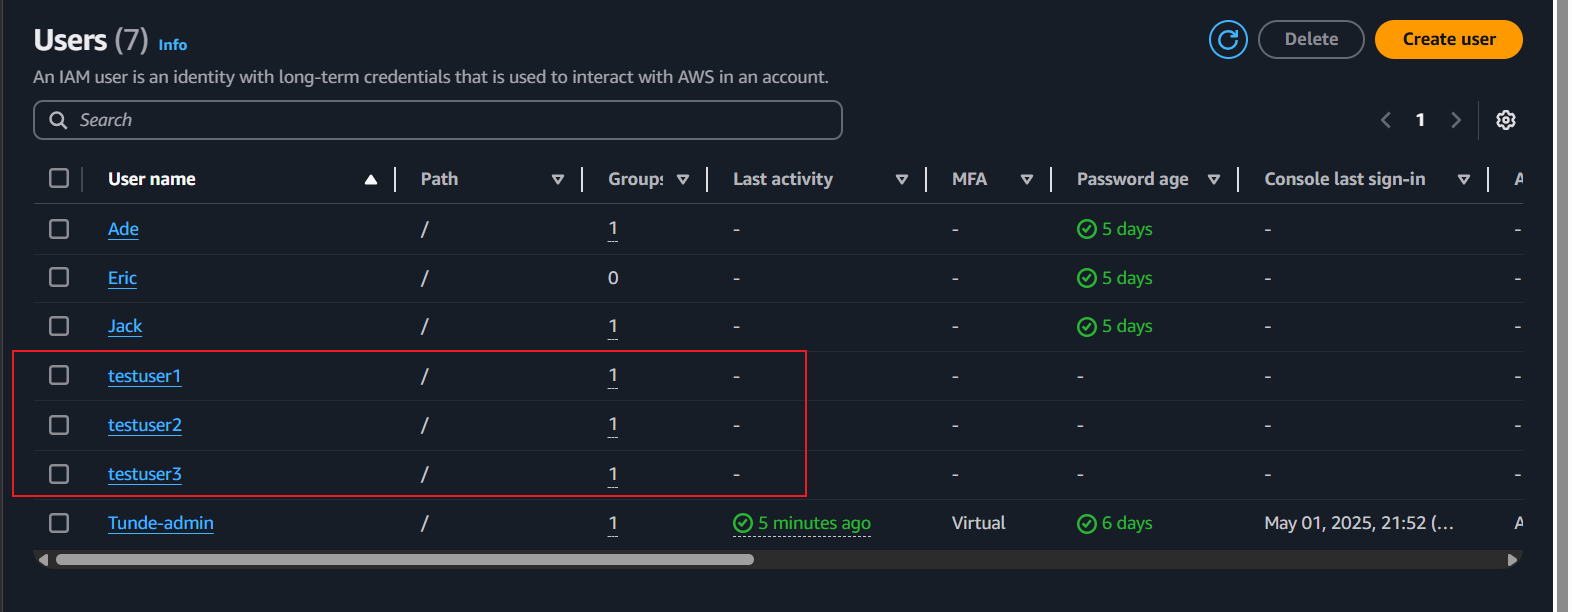 Users (7) Info
Delete
Create user
An IAM user is an identity with long-term credentials that is used to interact with AWS in an account.
Search
1
User name Path Groups Last activity MFA Password age Console last sign-in A
Ade / 1 - - 5 days - -
Eric / 0 - - 5 days - -
Jack / 1 - - 5 days - -
testuser1 / 1 - - - - -
testuser2 / 1 - - - - -
testuser3 / 1 - - - - -
Tunde-admin / 1 5 minutes ago Virtual 6 days May 01, 2025, 21:52 (... A